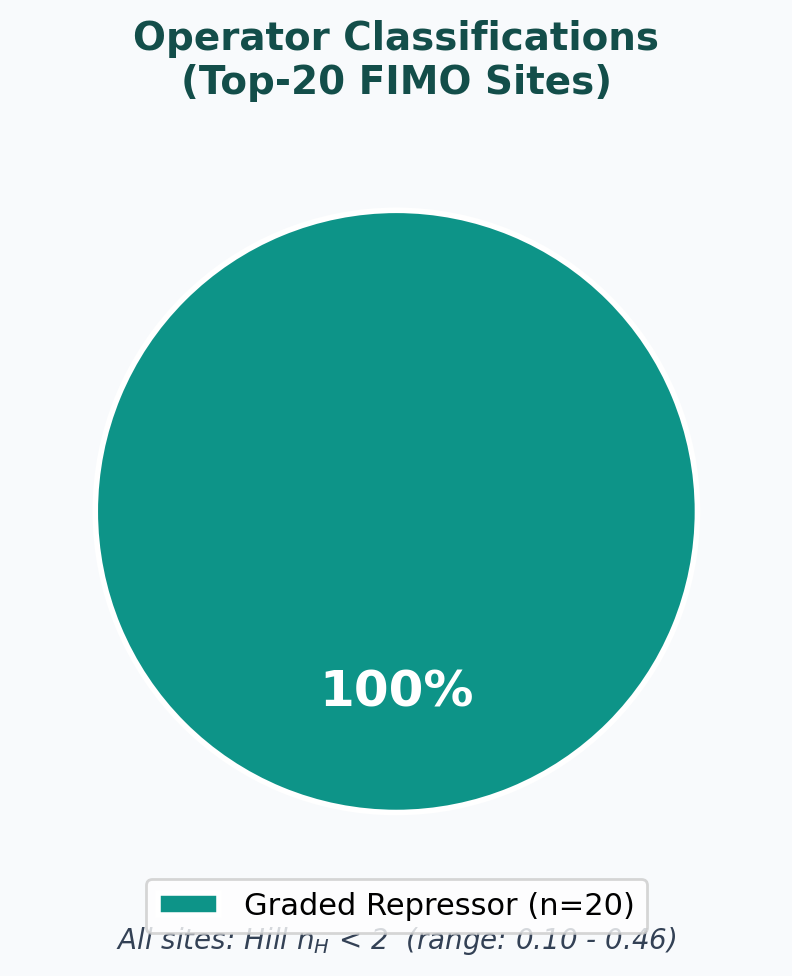 Operator Classifications
(Top-20 FIMO Sites)
100%
Graded Repressor (n=20)
All sites: Hill n_H < 2 (range: 0.10 - 0.46)